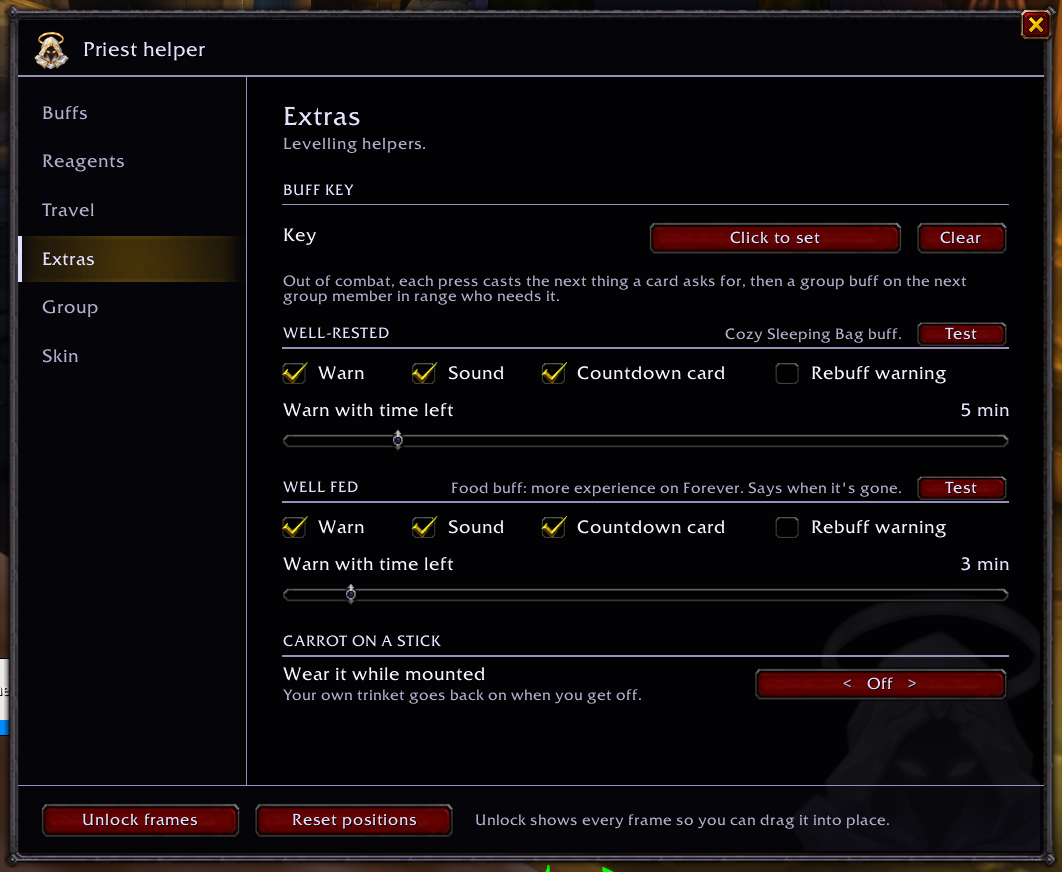 Priest helper
Buffs
Reagents
Travel
Extras
Group
Skin
Extras
Levelling helpers.
BUFF KEY
Key
Click to set
Clear
Out of combat, each press casts the next thing a card asks for, then a group buff on the next
group member in range who needs it.
WELL-RESTED
Cozy Sleeping Bag buff.
Test
Warn
Sound
Countdown card
Rebuff warning
Warn with time left
5 min
WELL FED
Food buff: more experience on Forever. Says when it's gone.
Test
Warn
Sound
Countdown card
Rebuff warning
Warn with time left
3 min
CARROT ON A STICK
Wear it while mounted
Your own trinket goes back on when you get off.
< Off >
Unlock frames
Reset positions
Unlock shows every frame so you can drag it into place.